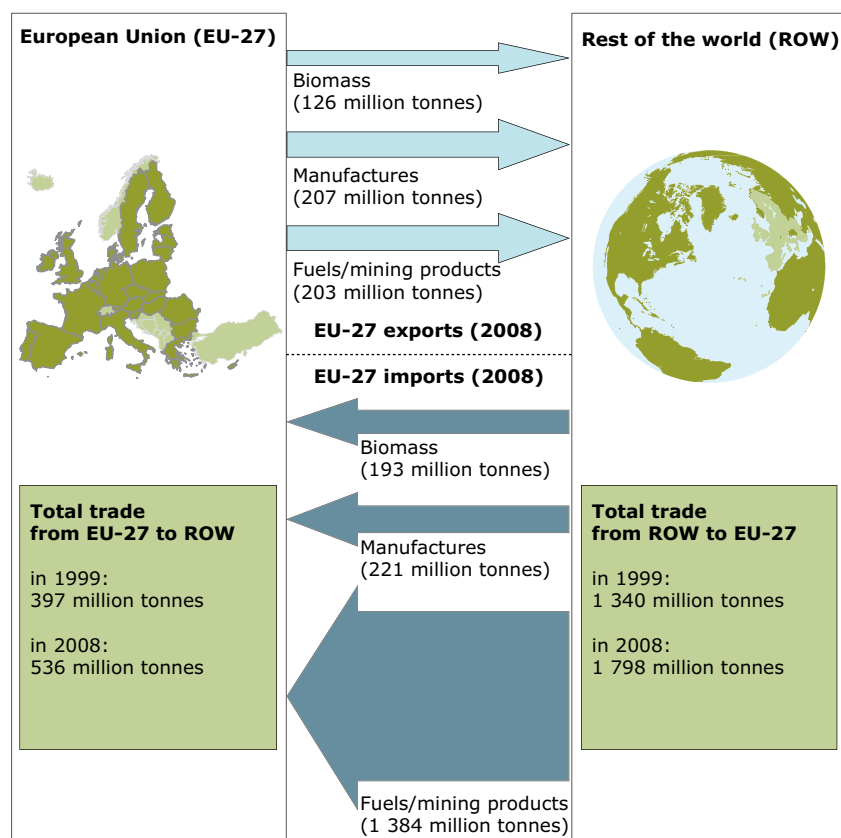 European Union (EU-27)
Rest of the world (ROW)
Biomass
(126 million tonnes)
Manufactures
(207 million tonnes)
Fuels/mining products
(203 million tonnes)
EU-27 exports (2008)
EU-27 imports (2008)
Biomass
(193 million tonnes)
Manufactures
(221 million tonnes)
Fuels/mining products
(1 384 million tonnes)
Total trade
from EU-27 to ROW
in 1999:
397 million tonnes
in 2008:
536 million tonnes
Total trade
from ROW to EU-27
in 1999:
1 340 million tonnes
in 2008:
1 798 million tonnes